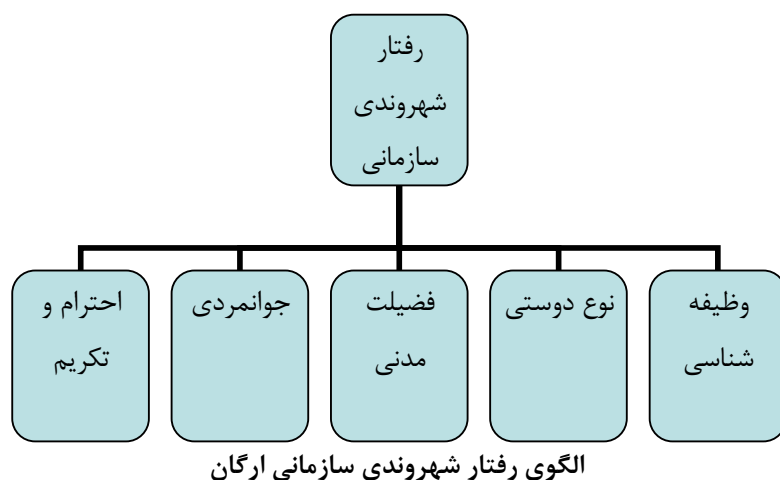 رفتار
شهروندی
سازمانی
وظیفه
شناسی
نوع دوستی
فضیلت
مدنی
جوانمردی
احترام و
تکریم
الگوی رفتار شهروندی سازمانی ارگان